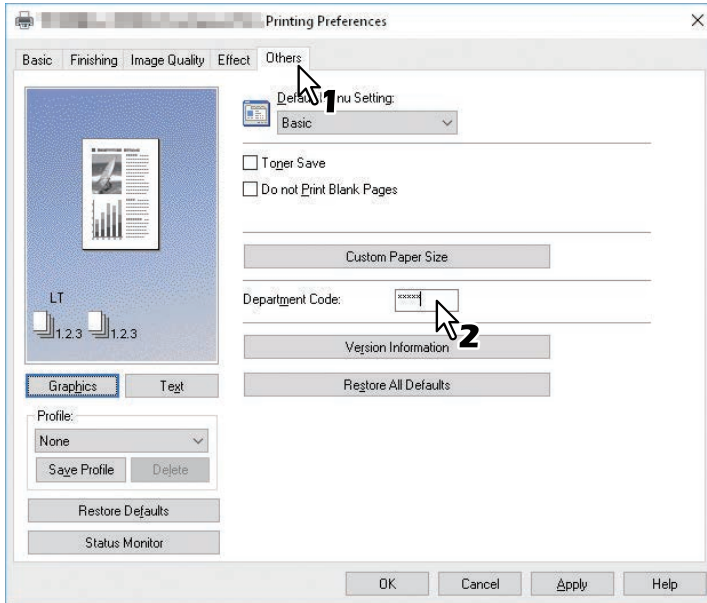 Printing Preferences
Basic Finishing Image Quality Effect Others
1
Default Menu Setting:
Basic
Toner Save
Do not Print Blank Pages
Custom Paper Size
LT
Department Code: xxxxx
1.2.3 1.2.3
2
Version Information
Graphics Text
Restore All Defaults
Profile:
None
Save Profile Delete
Restore Defaults
Status Monitor
OK Cancel Apply Help